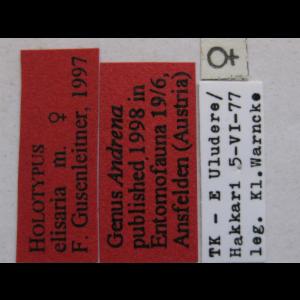 HOLOTYPUS
elisaria m. ♀
F. Gusenleitner, 1997
Genus Andrena
published 1998 in
Entomofauna 19/6,
Ansfelden (Austria)
♀
TK - E Uludere/
Hakkari 5-VI-77
leg. Kl.Warncke